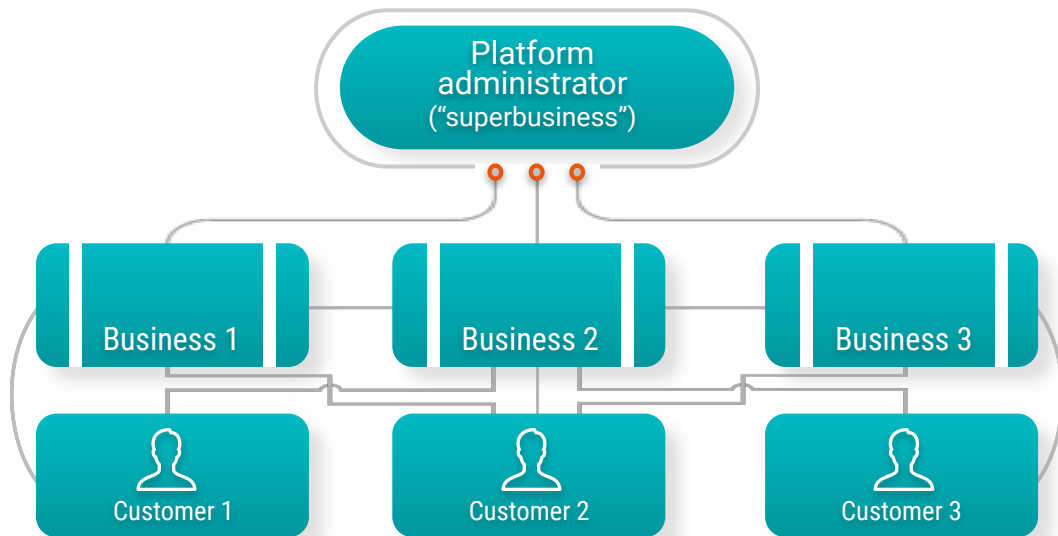 Platform
administrator
(“superbusiness”)
Business 1
Business 2
Business 3
Customer 1
Customer 2
Customer 3